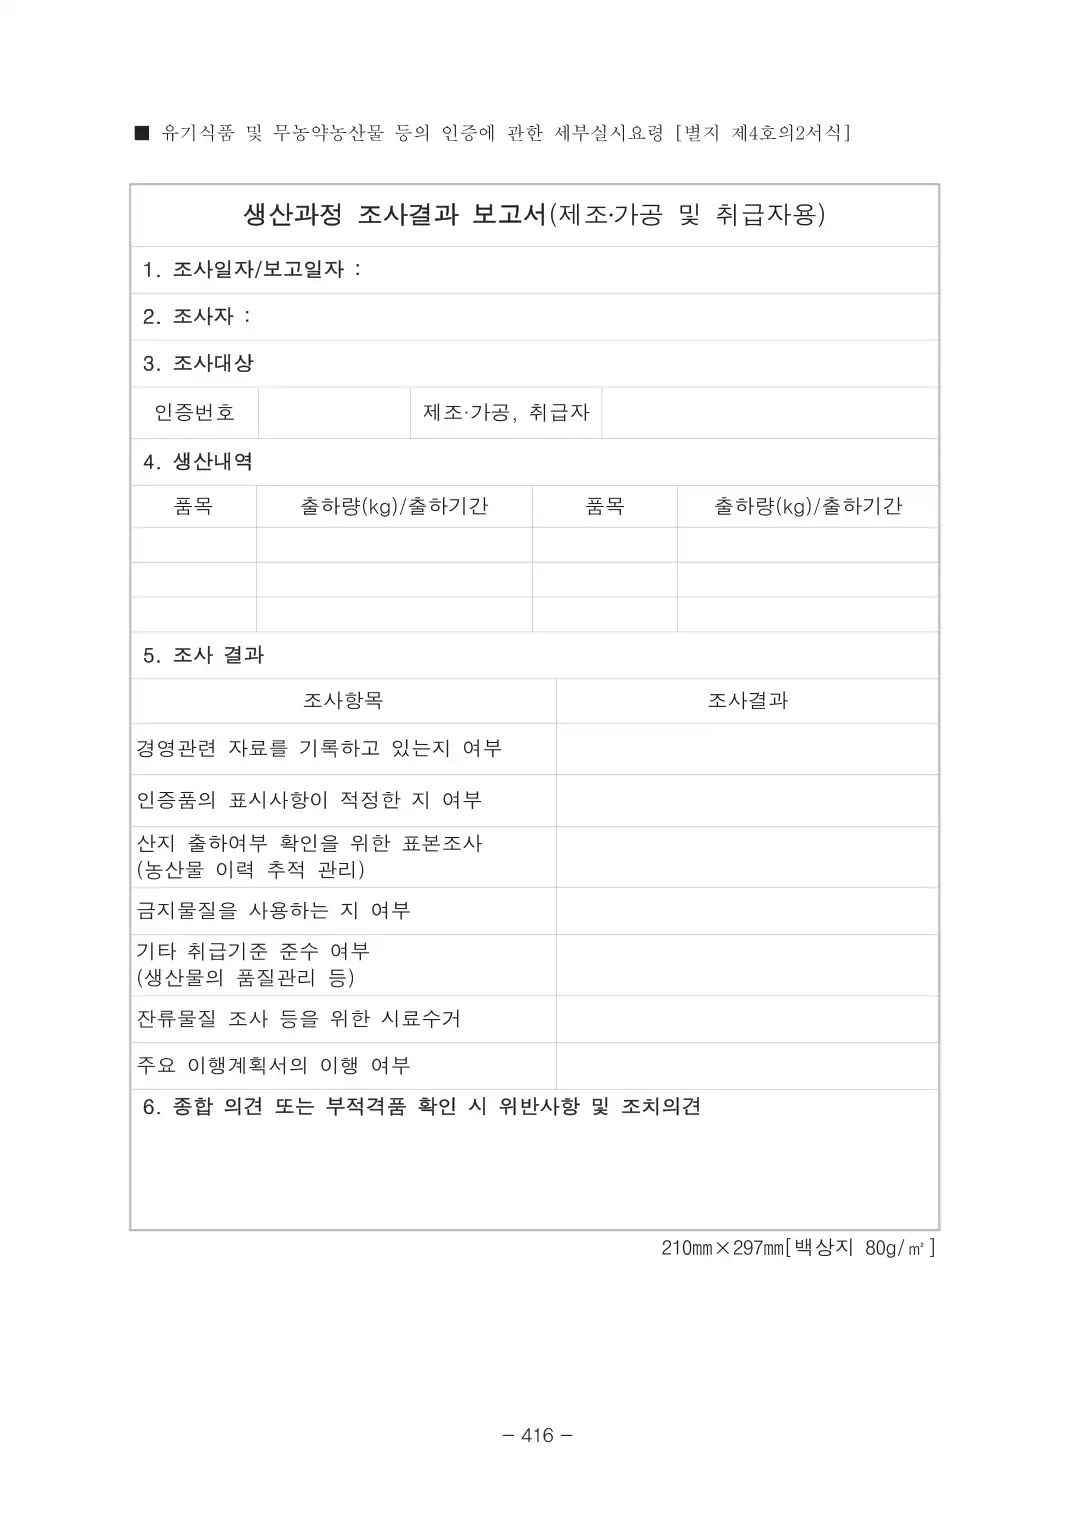 ■ 유기식품 및 무농약농산물 등의 인증에 관한 세부실시요령 [별지 제4호의2서식]
생산과정 조사결과 보고서(제조·가공 및 취급자용)
1. 조사일자/보고일자 :
2. 조사자 :
3. 조사대상
인증번호 제조·가공, 취급자
4. 생산내역
품목 출하량(kg)/출하기간 품목 출하량(kg)/출하기간
5. 조사 결과
조사항목 조사결과
경영관련 자료를 기록하고 있는지 여부
인증품의 표시사항이 적정한 지 여부
산지 출하여부 확인을 위한 표본조사
(농산물 이력 추적 관리)
금지물질을 사용하는 지 여부
기타 취급기준 준수 여부
(생산물의 품질관리 등)
잔류물질 조사 등을 위한 시료수거
주요 이행계획서의 이행 여부
6. 종합 의견 또는 부적격품 확인 시 위반사항 및 조치의견
210㎜×297㎜[백상지 80g/㎡]
- 416 -